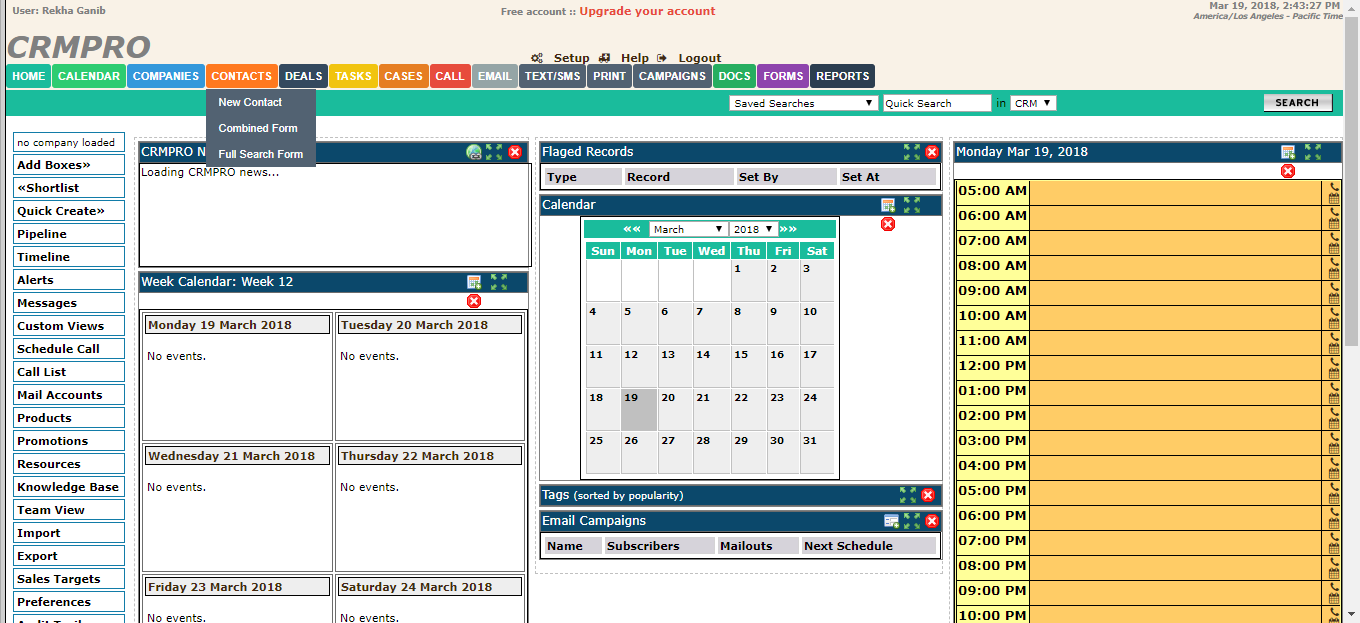 User: Rekha Ganib
Free account :: Upgrade your account
Mar 19, 2018, 2:43:27 PM
America/Los Angeles - Pacific Time
CRMPRO
Setup Help Logout
HOME CALENDAR COMPANIES CONTACTS DEALS TASKS CASES CALL EMAIL TEXT/SMS PRINT CAMPAIGNS DOCS FORMS REPORTS
New Contact
Combined Form
Full Search Form
Saved Searches Quick Search in CRM SEARCH
no company loaded
Add Boxes»
«Shortlist
Quick Create»
Pipeline
Timeline
Alerts
Messages
Custom Views
Schedule Call
Call List
Mail Accounts
Products
Promotions
Resources
Knowledge Base
Team View
Import
Export
Sales Targets
Preferences
CRMPRO N
Loading CRMPRO news...
Week Calendar: Week 12
Monday 19 March 2018 Tuesday 20 March 2018
No events. No events.
Wednesday 21 March 2018 Thursday 22 March 2018
No events. No events.
Friday 23 March 2018 Saturday 24 March 2018
No events. No events.
Flaged Records
Type Record Set By Set At
Calendar
«« March 2018 »»
Sun Mon Tue Wed Thu Fri Sat
1 2 3
4 5 6 7 8 9 10
11 12 13 14 15 16 17
18 19 20 21 22 23 24
25 26 27 28 29 30 31
Tags (sorted by popularity)
Email Campaigns
Name Subscribers Mailouts Next Schedule
Monday Mar 19, 2018
05:00 AM
06:00 AM
07:00 AM
08:00 AM
09:00 AM
10:00 AM
11:00 AM
12:00 PM
01:00 PM
02:00 PM
03:00 PM
04:00 PM
05:00 PM
06:00 PM
07:00 PM
08:00 PM
09:00 PM
10:00 PM